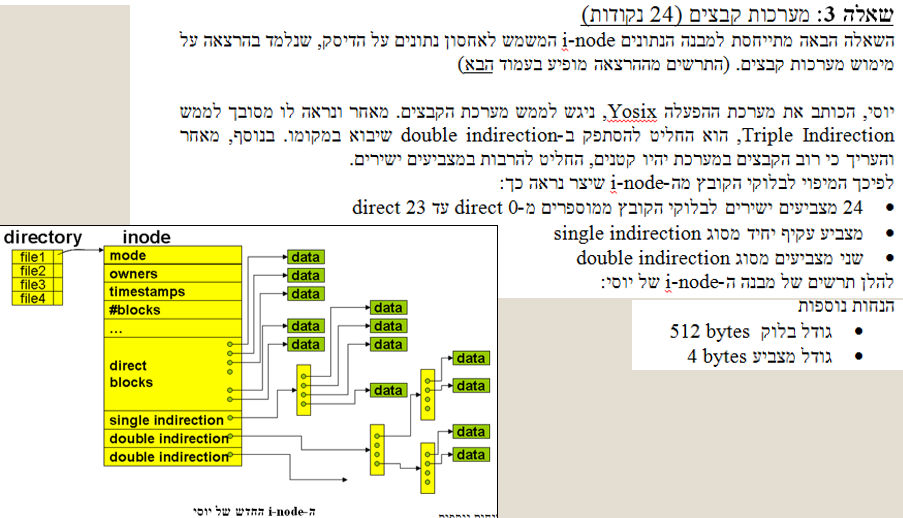 שאלה 3: מערכות קבצים (24 נקודות)
השאלה הבאה מתייחסת למבנה הנתונים i-node המשמש לאחסון נתונים על הדיסק, שנלמד בהרצאה על
מימוש מערכות קבצים. (התרשים מההרצאה מופיע בעמוד הבא)
יוסי, הכותב את מערכת ההפעלה Yosix, ניגש לממש מערכת הקבצים. מאחר ונראה לו מסובך לממש
Triple Indirection, הוא החליט להסתפק ב-double indirection שיבוא במקומו. בנוסף, מאחר
והעריך כי רוב הקבצים במערכת יהיו קטנים, החליט להרבות במצביעים ישירים.
לפיכך המיפוי לבלוקי הקובץ מה-i-node שיצר נראה כך:
• 24 מצביעים ישירים לבלוקי הקובץ ממוספרים מ-direct 0 עד direct 23
• מצביע עקיף יחיד מסוג single indirection
• שני מצביעים מסוג double indirection
להלן תרשים של מבנה ה-i-node של יוסי:
הנחות נוספות
• גודל בלוק 512 bytes
• גודל מצביע 4 bytes
directory
file1
file2
file3
file4
inode
mode
owners
timestamps
#blocks
...
direct
blocks
single indirection
double indirection
double indirection
data
data
data
data
data
data
data
data
data
data
data
data
data
ה-i-node החדש של יוסי